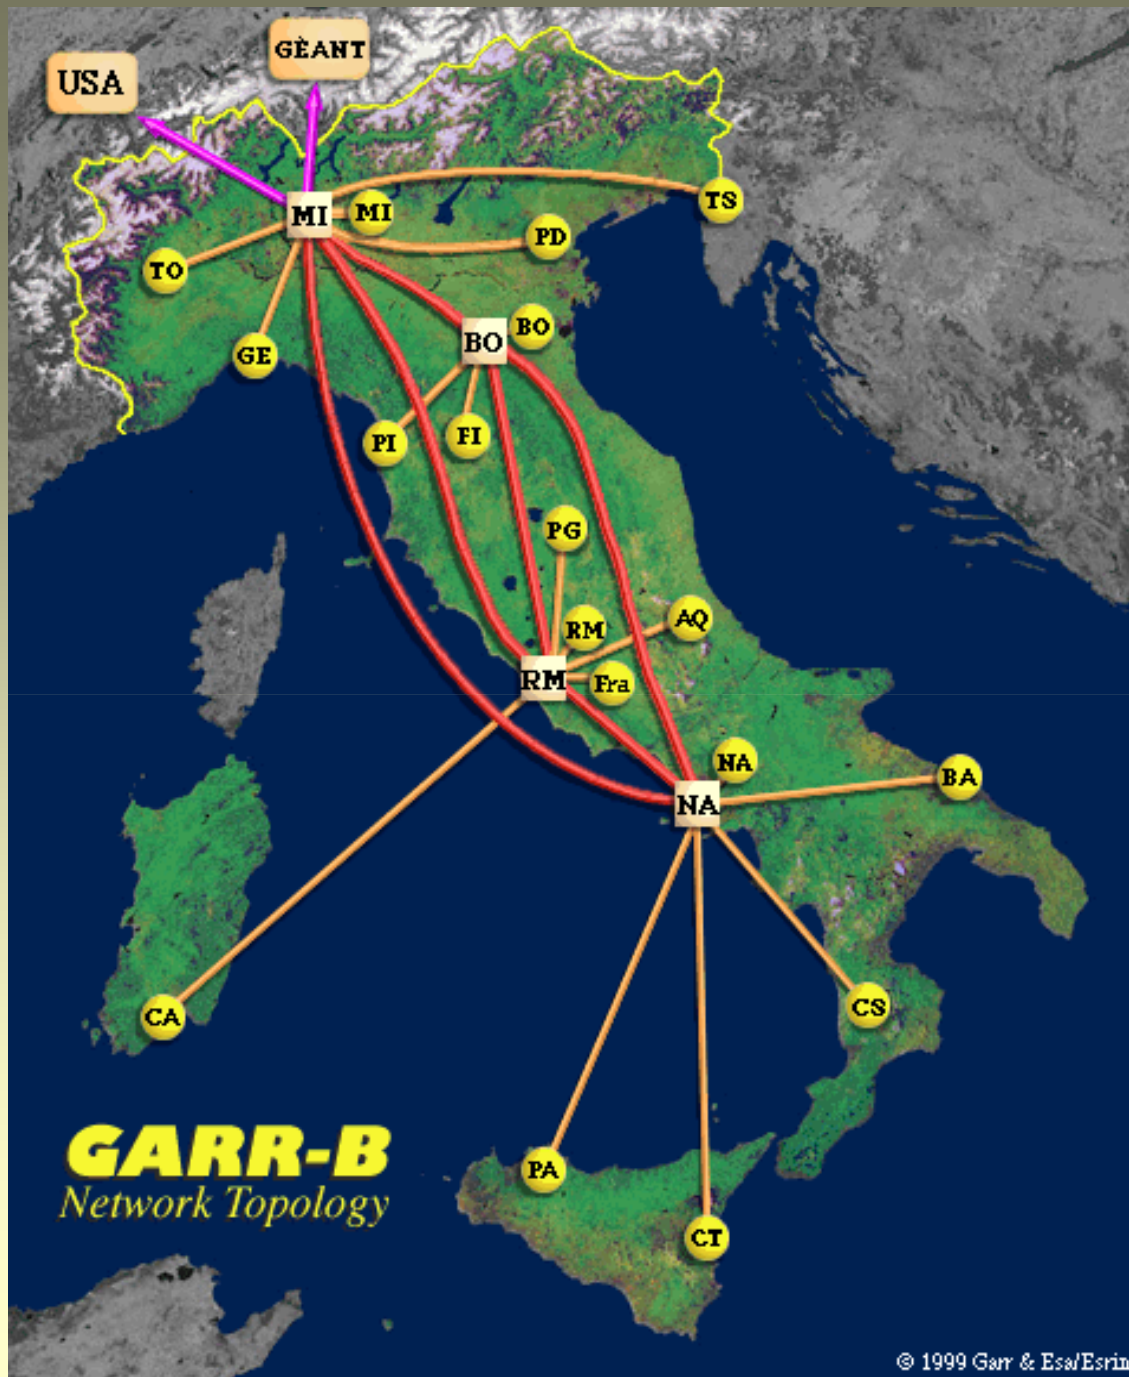 GÈANT
USA
TS
MI
MI
PD
TO
BO
BO
GE
FI
PI
PG
AQ
RM
RM
Fra
NA
BA
NA
CS
CA
GARR-B
Network Topology
PA
CT
© 1999 Garr & Esa/Esrin